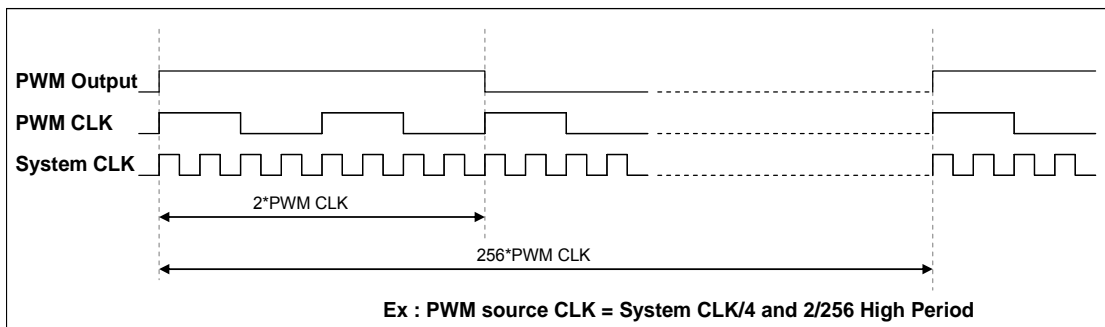 PWM Output
PWM CLK
System CLK
2*PWM CLK
256*PWM CLK
Ex : PWM source CLK = System CLK/4 and 2/256 High Period